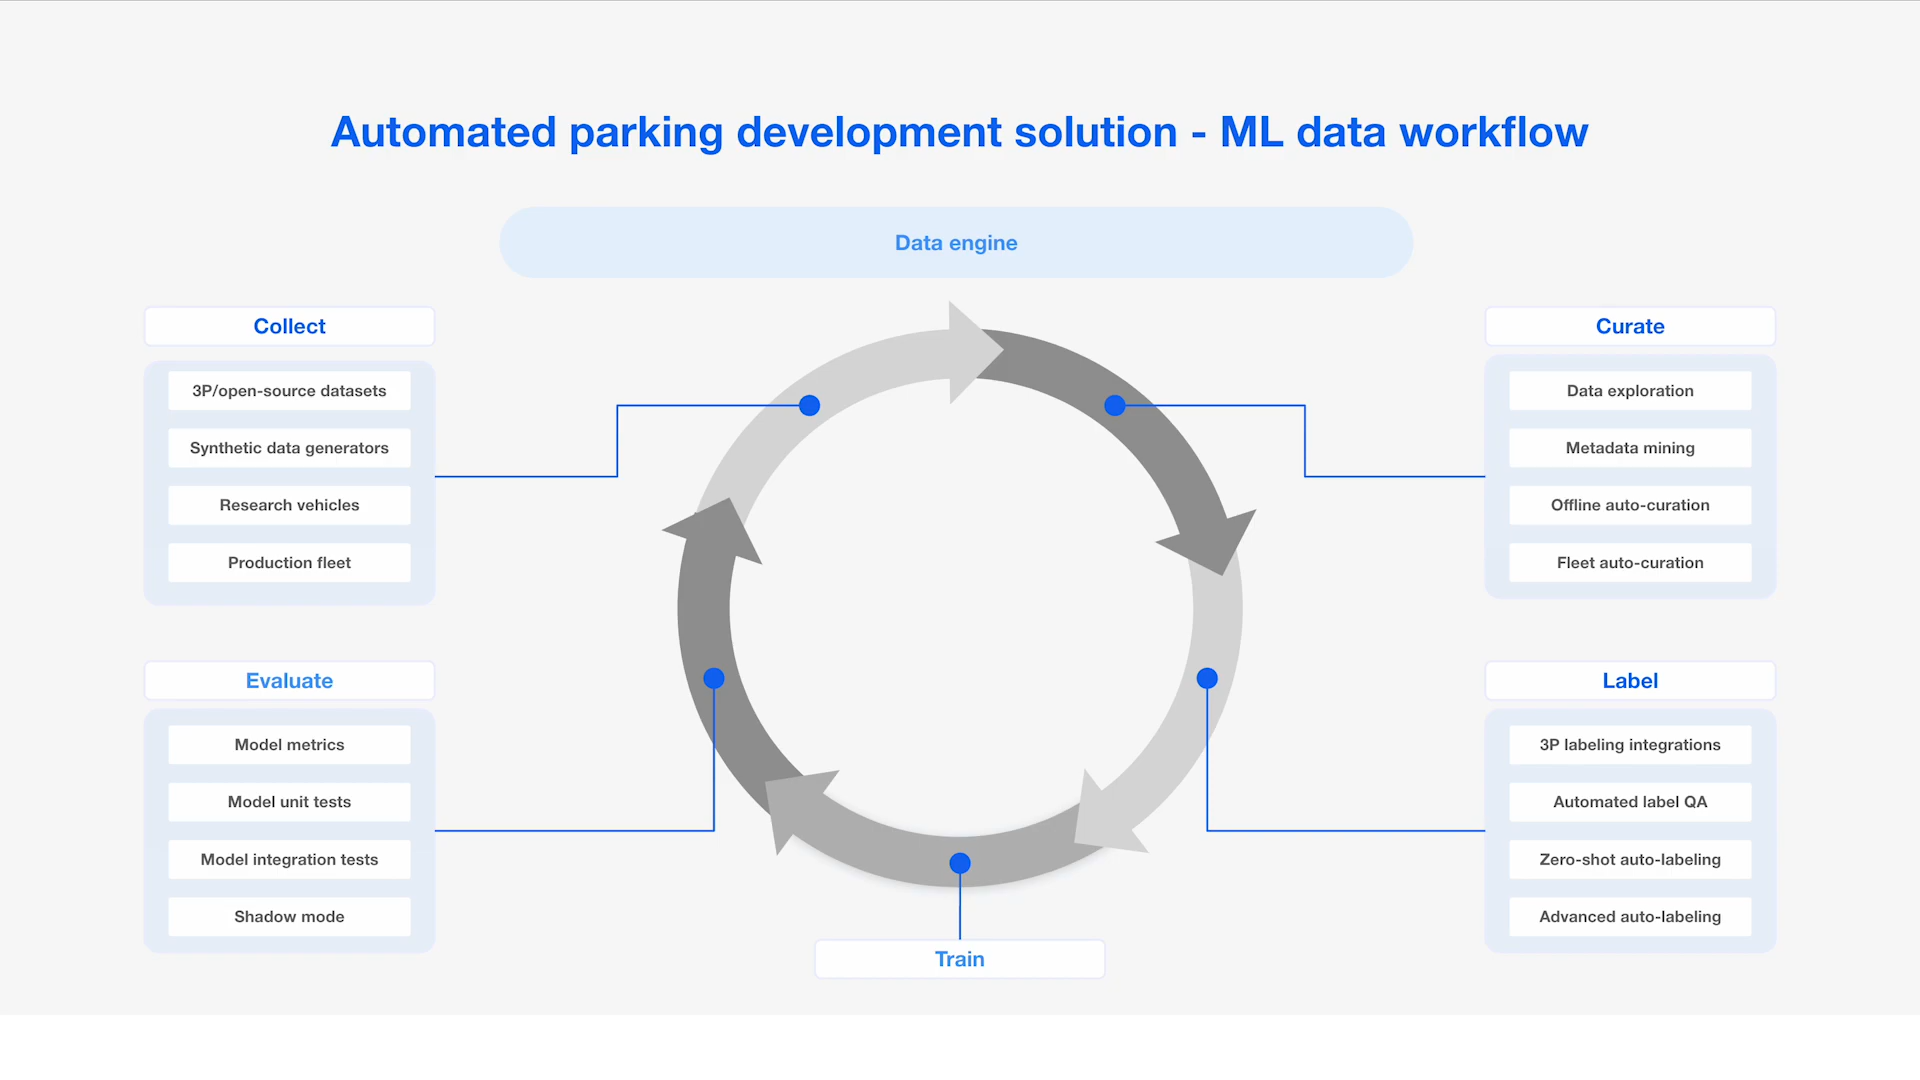 Automated parking development solution - ML data workflow
Data engine
Collect
3P/open-source datasets
Synthetic data generators
Research vehicles
Production fleet
Curate
Data exploration
Metadata mining
Offline auto-curation
Fleet auto-curation
Evaluate
Model metrics
Model unit tests
Model integration tests
Shadow mode
Label
3P labeling integrations
Automated label QA
Zero-shot auto-labeling
Advanced auto-labeling
Train